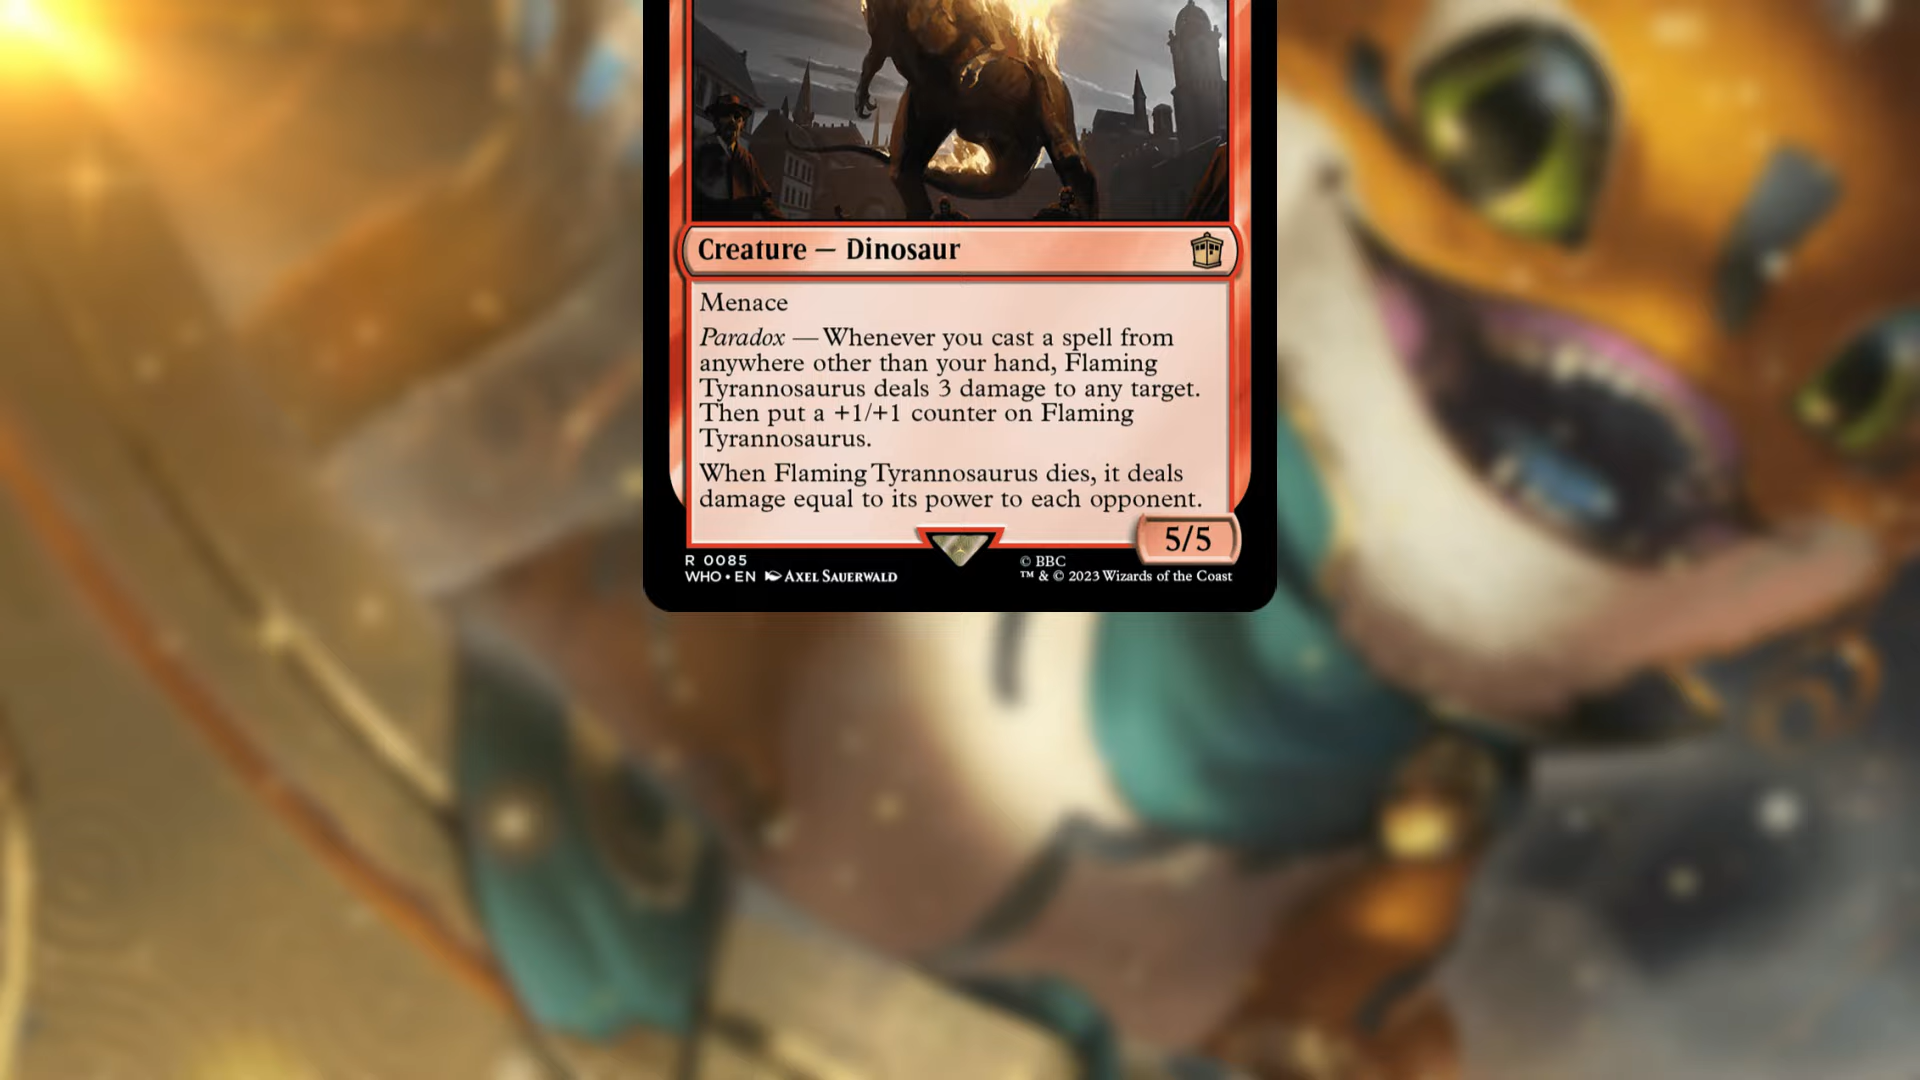 Creature — Dinosaur
Menace
Paradox — Whenever you cast a spell from
anywhere other than your hand, Flaming
Tyrannosaurus deals 3 damage to any target.
Then put a +1/+1 counter on Flaming
Tyrannosaurus.
When Flaming Tyrannosaurus dies, it deals
damage equal to its power to each opponent.
5/5
R 0085
WHO • EN AXEL SAUERWALD
© BBC
™ & © 2023 Wizards of the Coast